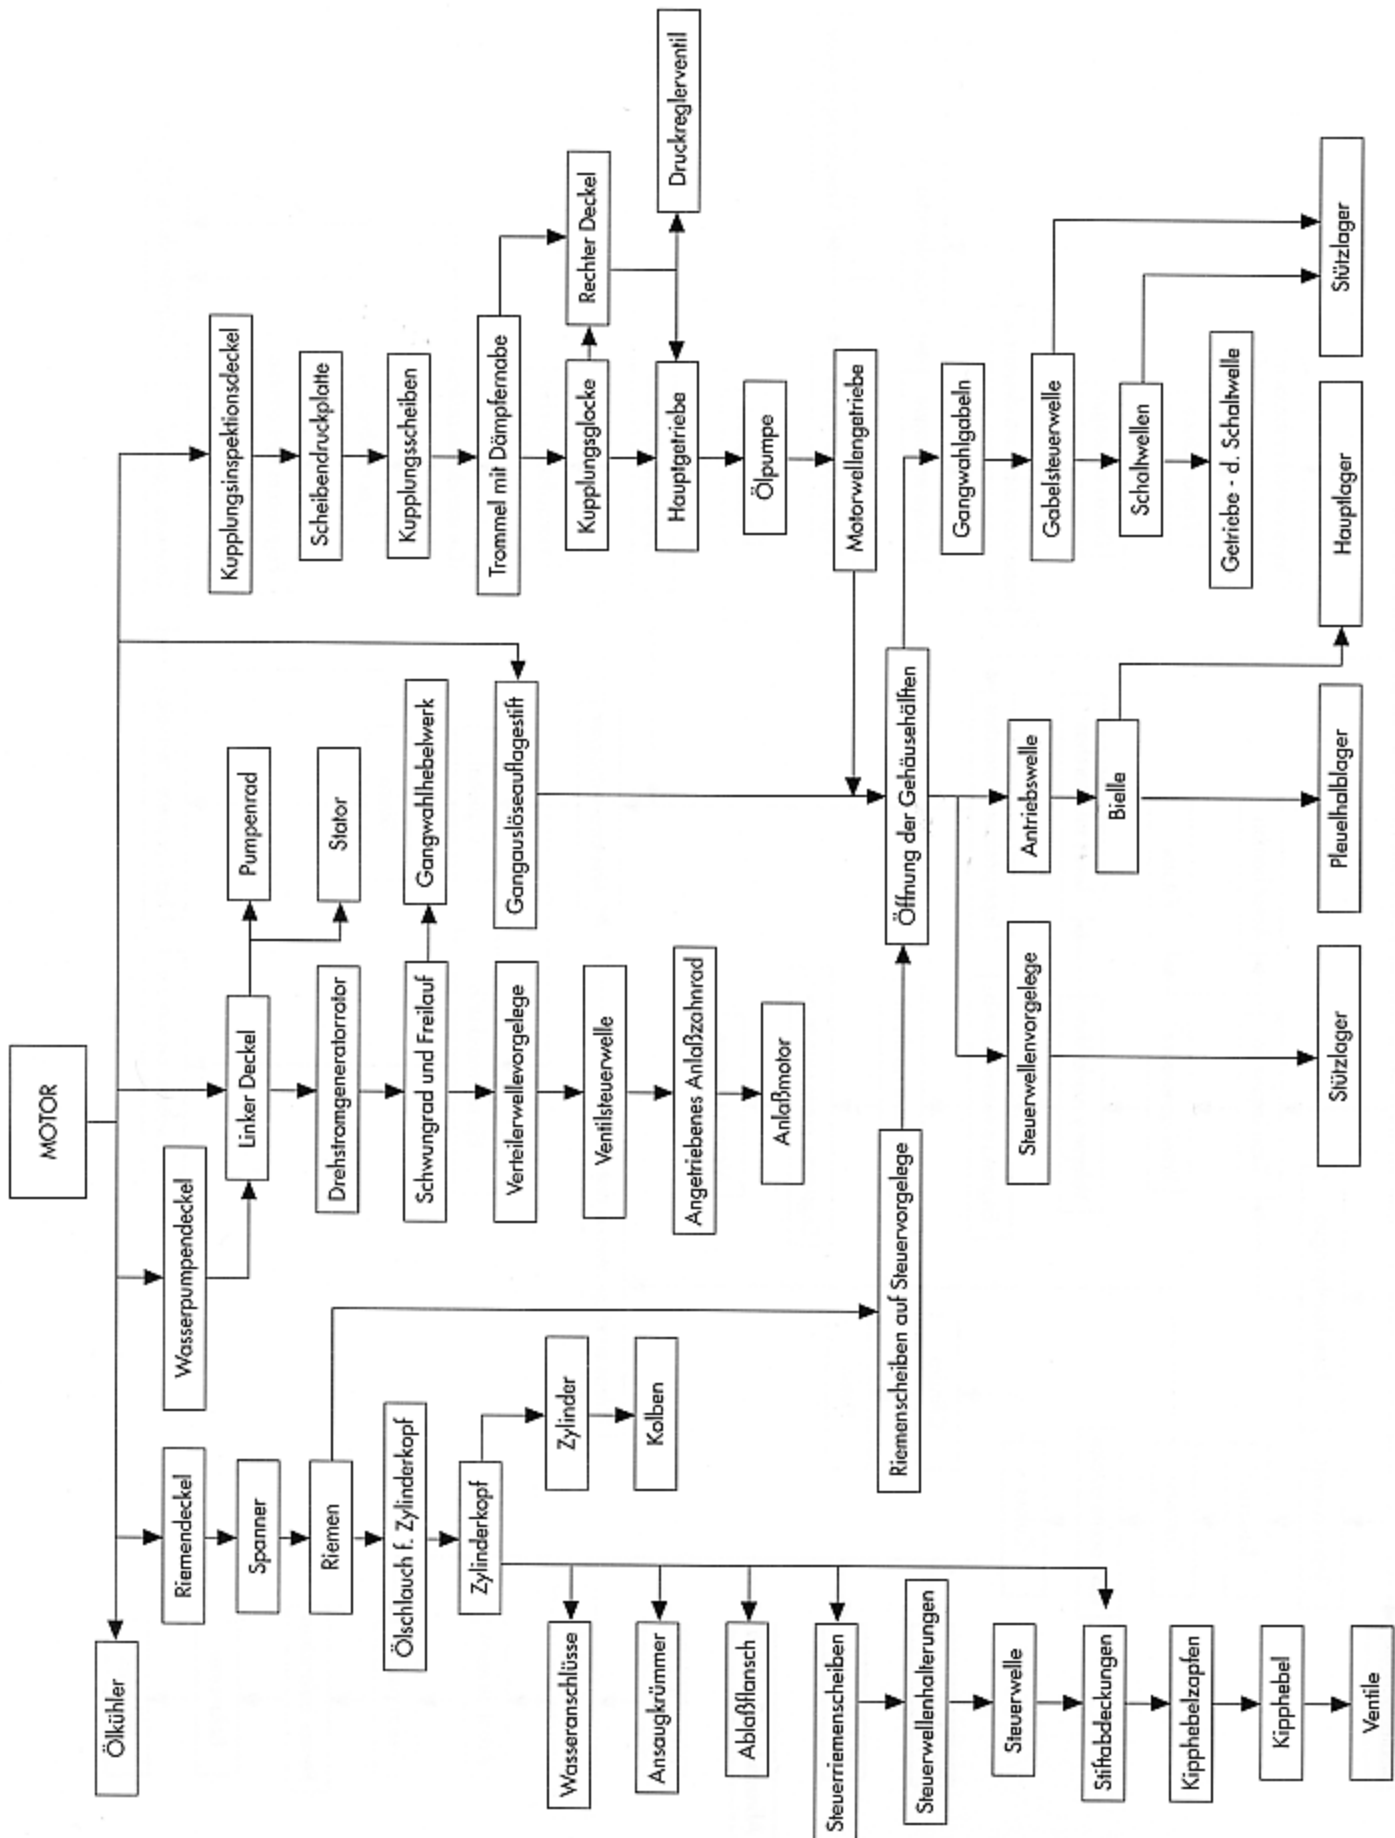 MOTOR
Ölkühler
Riemendeckel
Spanner
Riemen
Ölschlauch f. Zylinderkopf
Zylinderkopf
Zylinder
Kolben
Wasseranschlüsse
Ansaugkrümmer
Ablaßflansch
Steuerriemenscheiben
Steuerwellenhalterungen
Steuerwelle
Stiftabdeckungen
Kipphebelzapfen
Kipphebel
Ventile
Wasserpumpendeckel
Linker Deckel
Pumpenrad
Stator
Drehstromgeneratorrator
Schwungrad und Freilauf
Gangwahlhebelwerk
Verteilerwellevorgelege
Ventilsteuerwelle
Angetriebenes Anlaßzahnrad
Anlaßmotor
Gangauslöseauflagestift
Riemenscheiben auf Steuervorgelege
Öffnung der Gehäusehälften
Steuerwellenvorgelege
Stützlager
Antriebswelle
Bielle
Pleuelhalblager
Hauptlager
Kupplungsinspektionsdeckel
Scheibendruckplatte
Kupplungsscheiben
Trommel mit Dämpfernabe
Kupplungsglocke
Rechter Deckel
Hauptgetriebe
Druckreglerventil
Ölpumpe
Motorwellengetriebe
Gangwahlgabeln
Gabelsteuerwelle
Schaltwellen
Getriebe - d. Schaltwelle
Stützlager